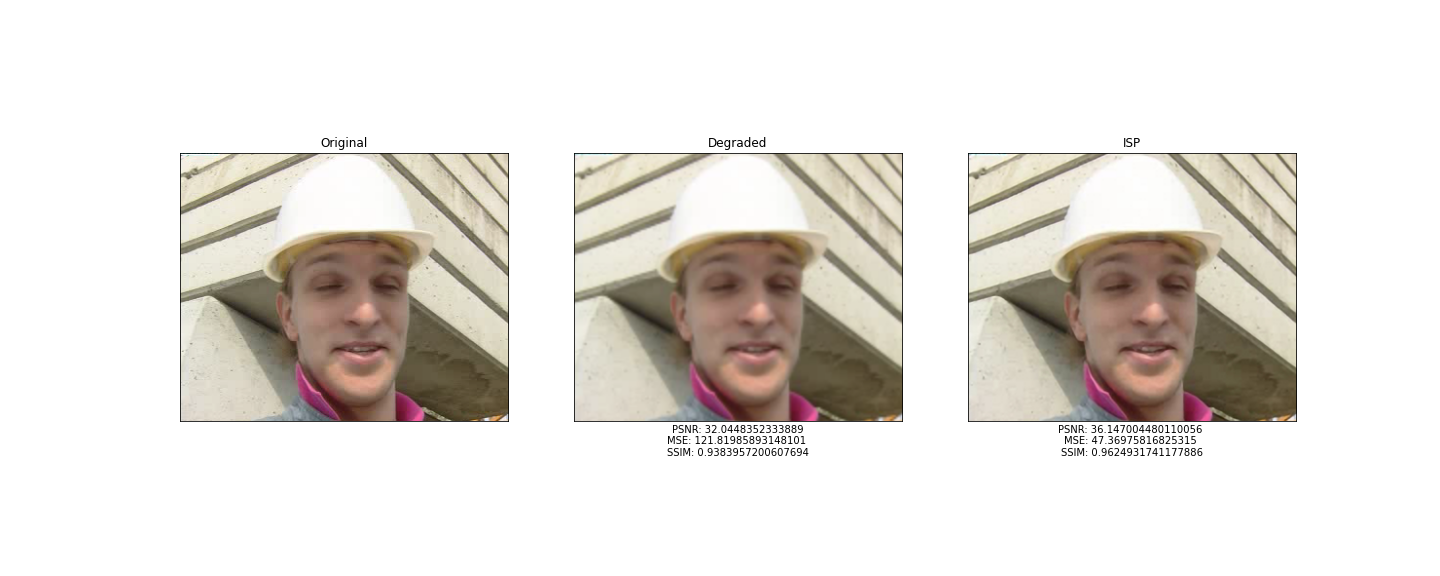 Original
Degraded
ISP
PSNR: 32.0448352333889
MSE: 121.81985893148101
SSIM: 0.9383957200607694
PSNR: 36.147004480110056
MSE: 47.36975816825315
SSIM: 0.9624931741177886